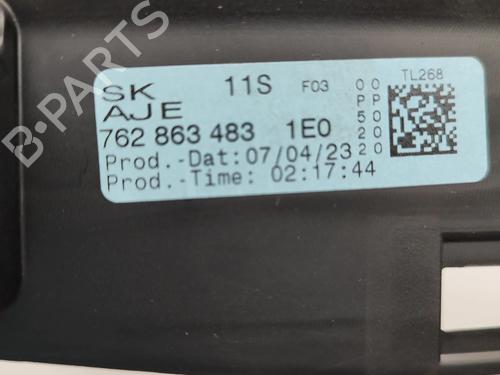 SK 11S F03 TL268
AJE
762 863 483 1E0
Prod.-Dat:07/04/23
Prod.-Time: 02:17:44
00
PP
50
20
20
B-PARTS